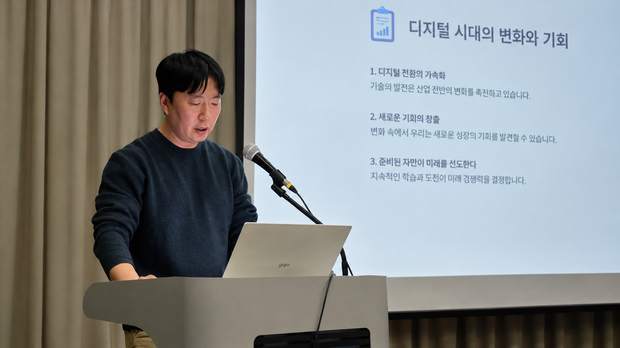 디지털 시대의 변화와 기회
1. 디지털 전환의 가속화
기술의 발전은 산업 전반의 변화를 촉진하고 있습니다.
2. 새로운 기회의 창출
변화 속에서 우리는 새로운 성장의 기회를 발견할 수 있습니다.
3. 준비된 자만이 미래를 선도한다
지속적인 학습과 도전이 미래 경쟁력을 결정합니다.